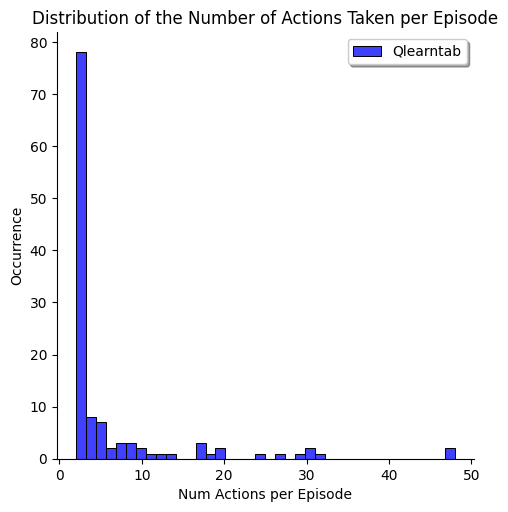 Distribution of the Number of Actions Taken per Episode
Qlearntab
80
70
60
50
40
30
20
10
0
Occurrence
0 10 20 30 40 50
Num Actions per Episode